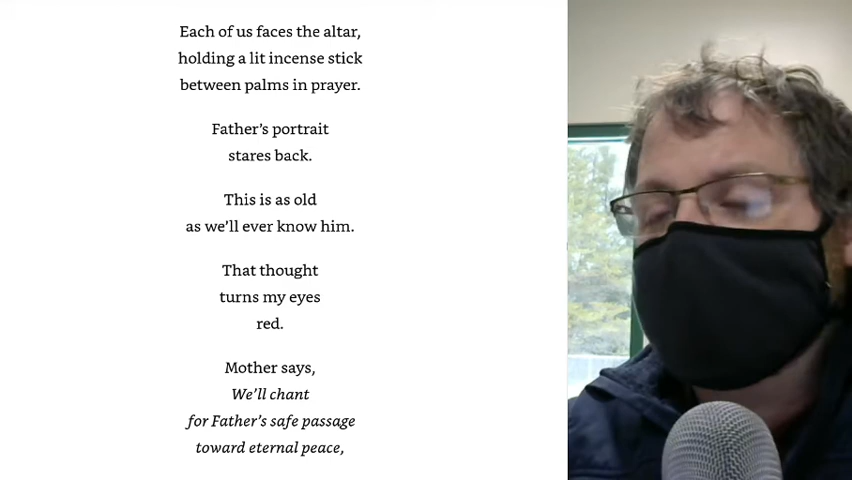 Each of us faces the altar,
holding a lit incense stick
between palms in prayer.
Father’s portrait
stares back.
This is as old
as we’ll ever know him.
That thought
turns my eyes
red.
Mother says,
We’ll chant
for Father’s safe passage
toward eternal peace,